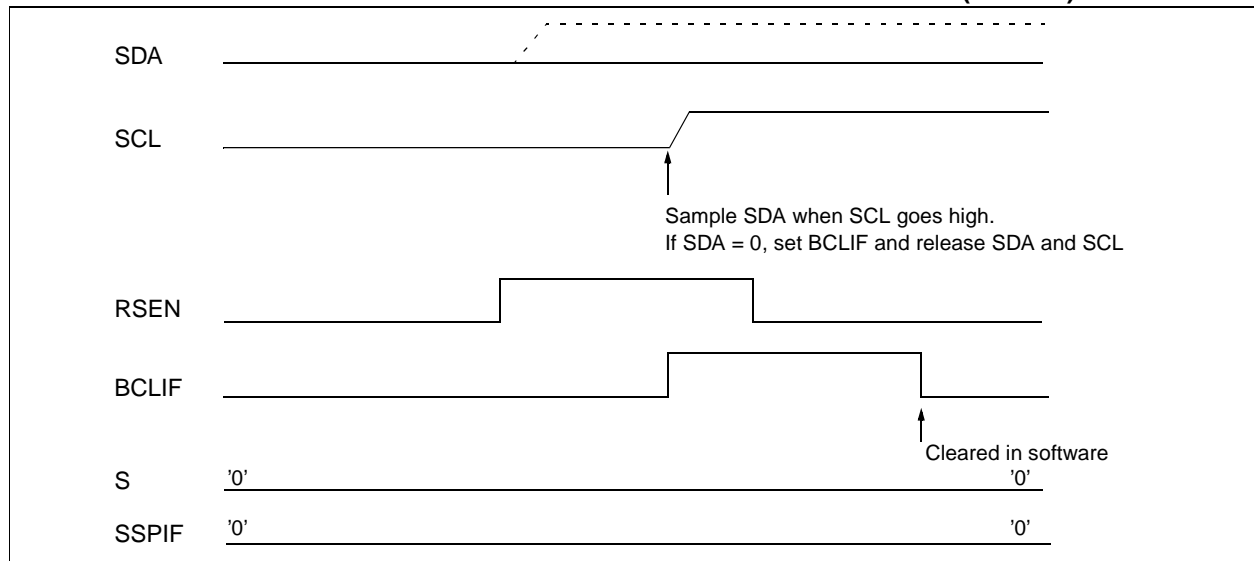 SDA
SCL
Sample SDA when SCL goes high.
If SDA = 0, set BCLIF and release SDA and SCL
RSEN
BCLIF
Cleared in software
S '0' '0'
SSPIF '0' '0'